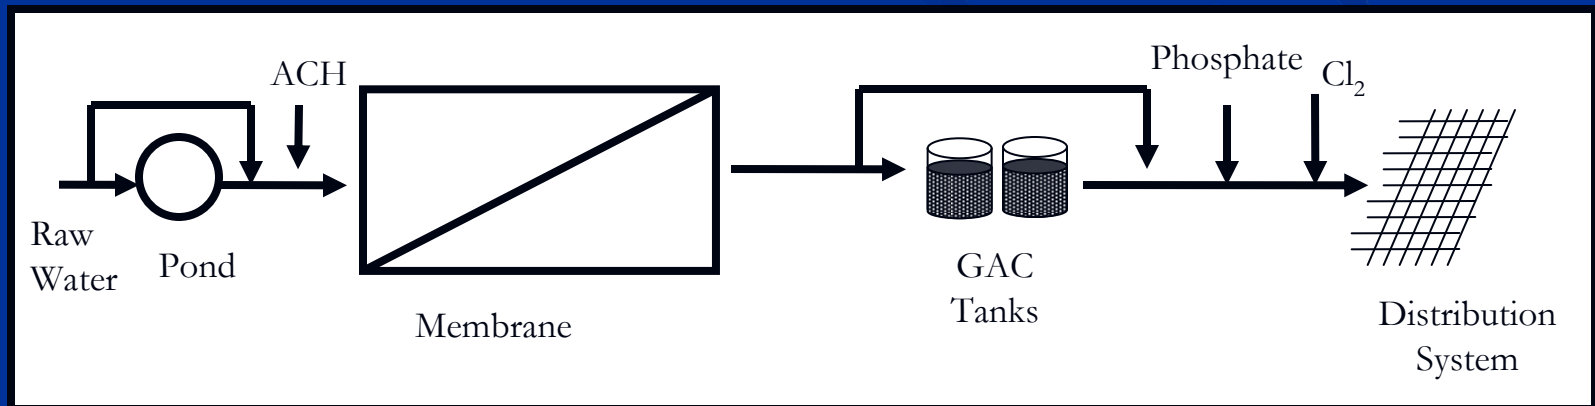 ACH
Raw
Water
Pond
Membrane
GAC
Tanks
Phosphate
Cl₂
Distribution
System